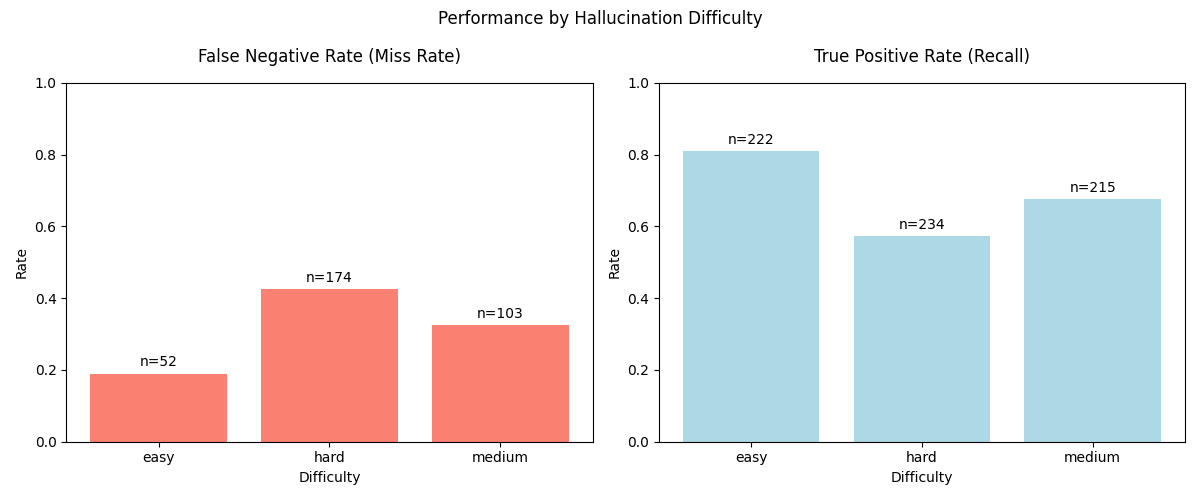 Performance by Hallucination Difficulty
False Negative Rate (Miss Rate)
1.0
0.8
0.6
0.4
0.2
0.0
Rate
n=52
n=174
n=103
easy
hard
medium
Difficulty
True Positive Rate (Recall)
1.0
0.8
0.6
0.4
0.2
0.0
Rate
n=222
n=234
n=215
easy
hard
medium
Difficulty